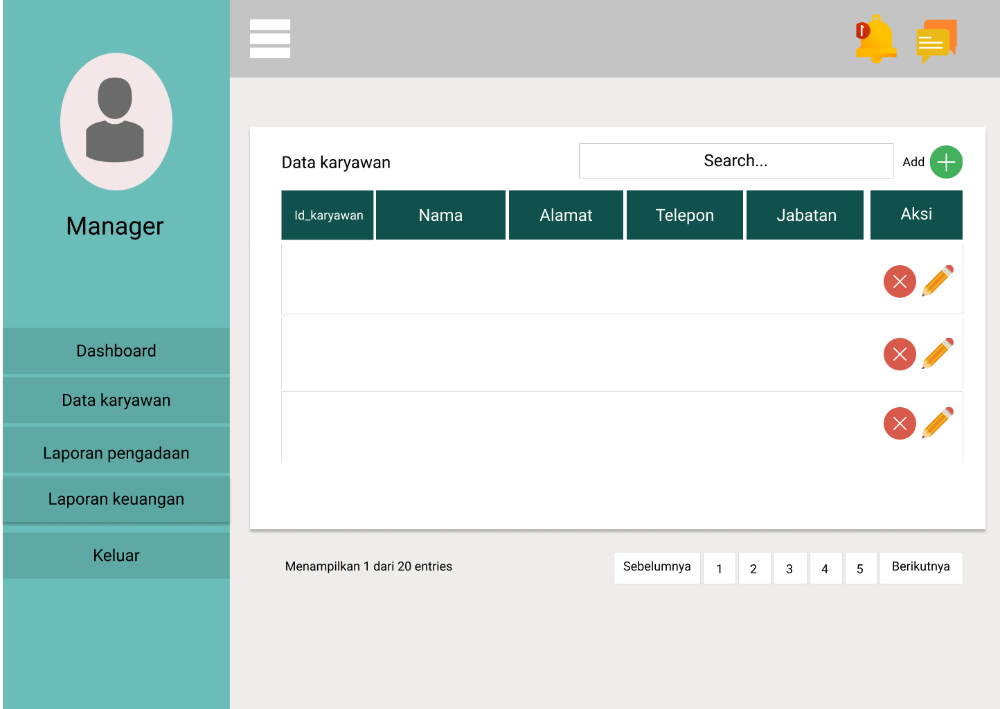 1
Manager
Dashboard
Data karyawan
Laporan pengadaan
Laporan keuangan
Keluar
Data karyawan
Search...
Add
Id_karyawan Nama Alamat Telepon Jabatan Aksi
Menampilkan 1 dari 20 entries
Sebelumnya 1 2 3 4 5 Berikutnya